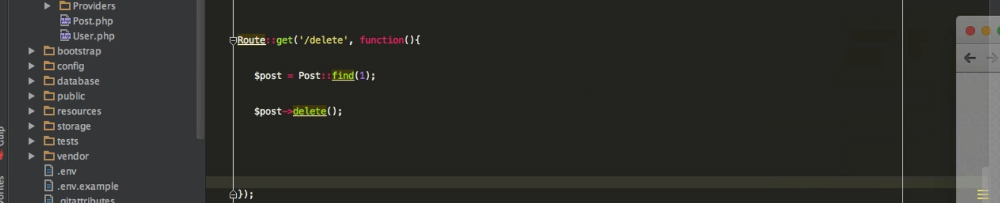 Providers
Post.php
User.php
bootstrap
config
database
public
resources
storage
tests
vendor
.env
.env.example
.gitattributes
Gulp
Route::get('/delete', function(){
$post = Post::find(1);
$post->delete();
});